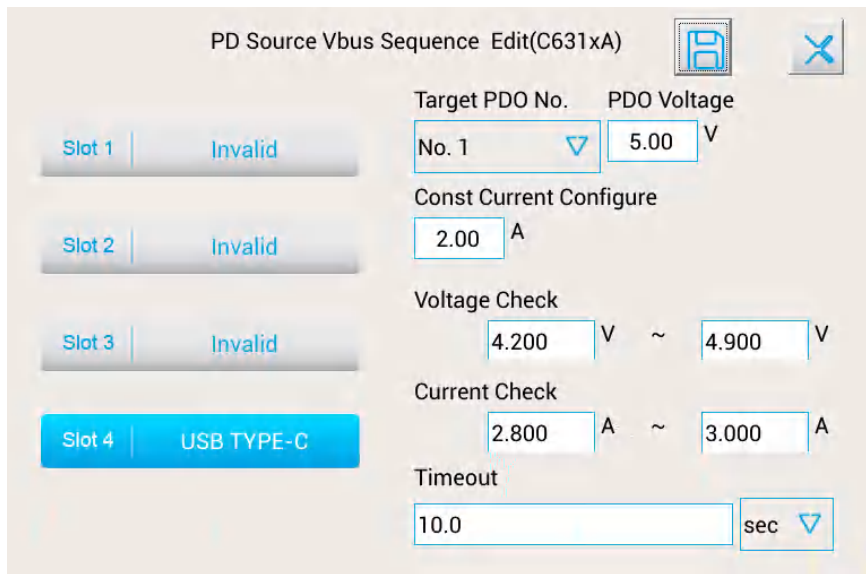 PD Source Vbus Sequence Edit(C631xA)
Slot 1 Invalid
Slot 2 Invalid
Slot 3 Invalid
Slot 4 USB TYPE-C
Target PDO No. PDO Voltage
No. 1 5.00 V
Const Current Configure
2.00 A
Voltage Check
4.200 V ~ 4.900 V
Current Check
2.800 A ~ 3.000 A
Timeout
10.0 sec